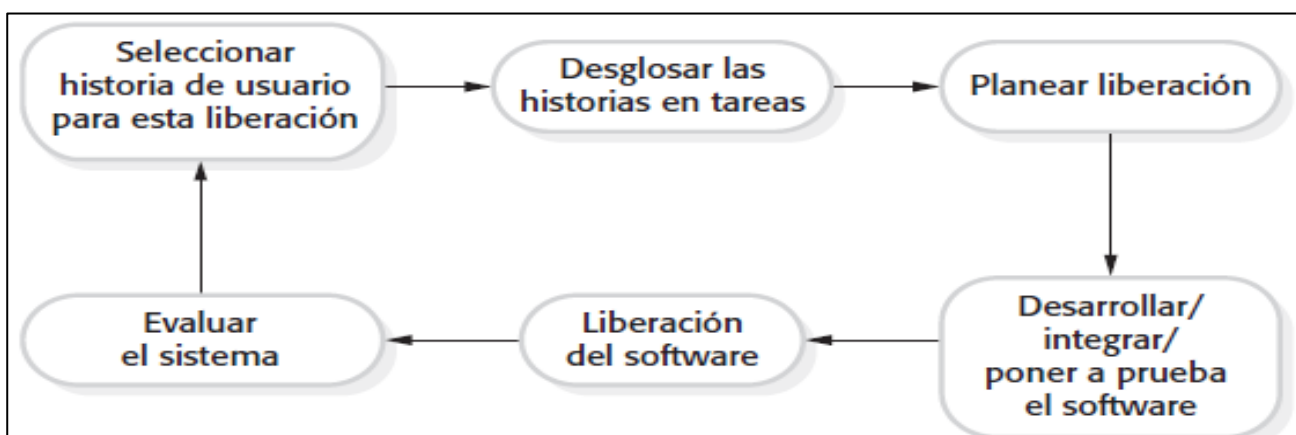 Seleccionar
historia de usuario
para esta liberación
Desglosar las
historias en tareas
Planear liberación
Desarrollar/
integrar/
poner a prueba
el software
Liberación
del software
Evaluar
el sistema